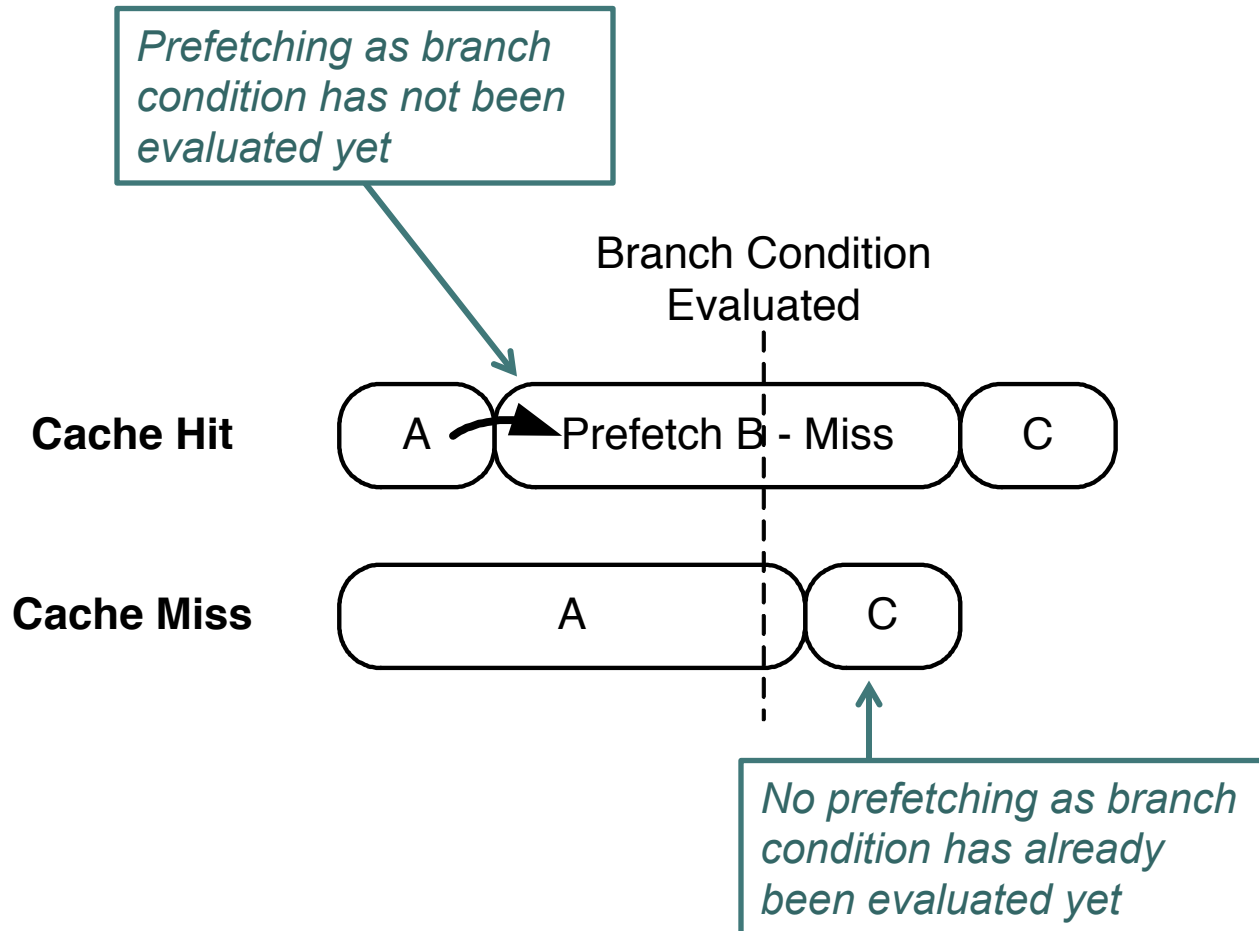 Prefetching as branch
condition has not been
evaluated yet
Branch Condition
Evaluated
Cache Hit
A
Prefetch B - Miss
C
Cache Miss
A
C
No prefetching as branch
condition has already
been evaluated yet